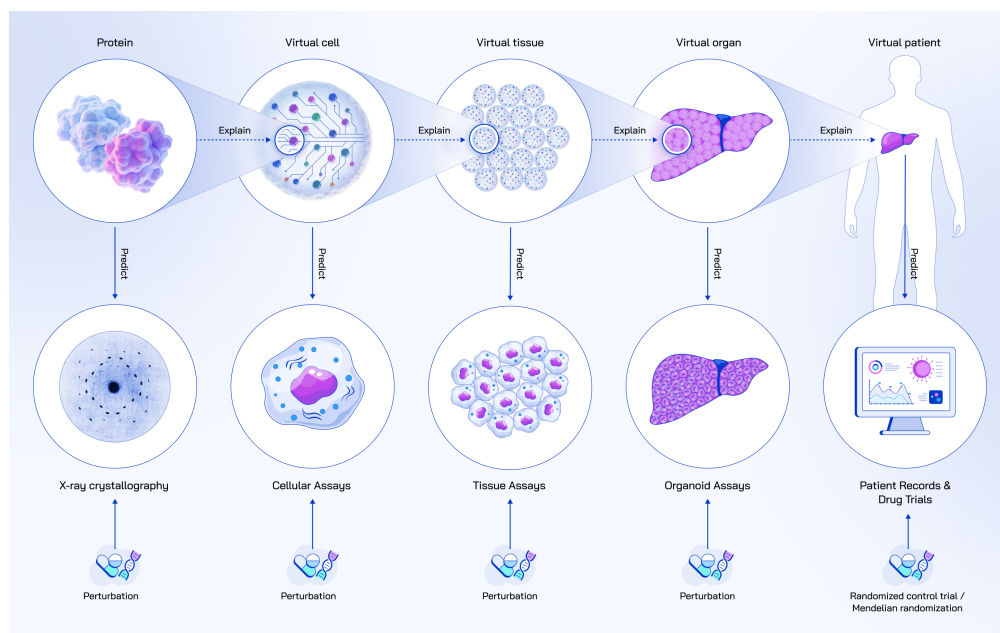 Protein
Virtual cell
Virtual tissue
Virtual organ
Virtual patient
Explain
Explain
Explain
Explain
Predict
Predict
Predict
Predict
Predict
X-ray crystallography
Cellular Assays
Tissue Assays
Organoid Assays
Patient Records &
Drug Trials
Perturbation
Perturbation
Perturbation
Perturbation
Randomized control trial /
Mendelian randomization